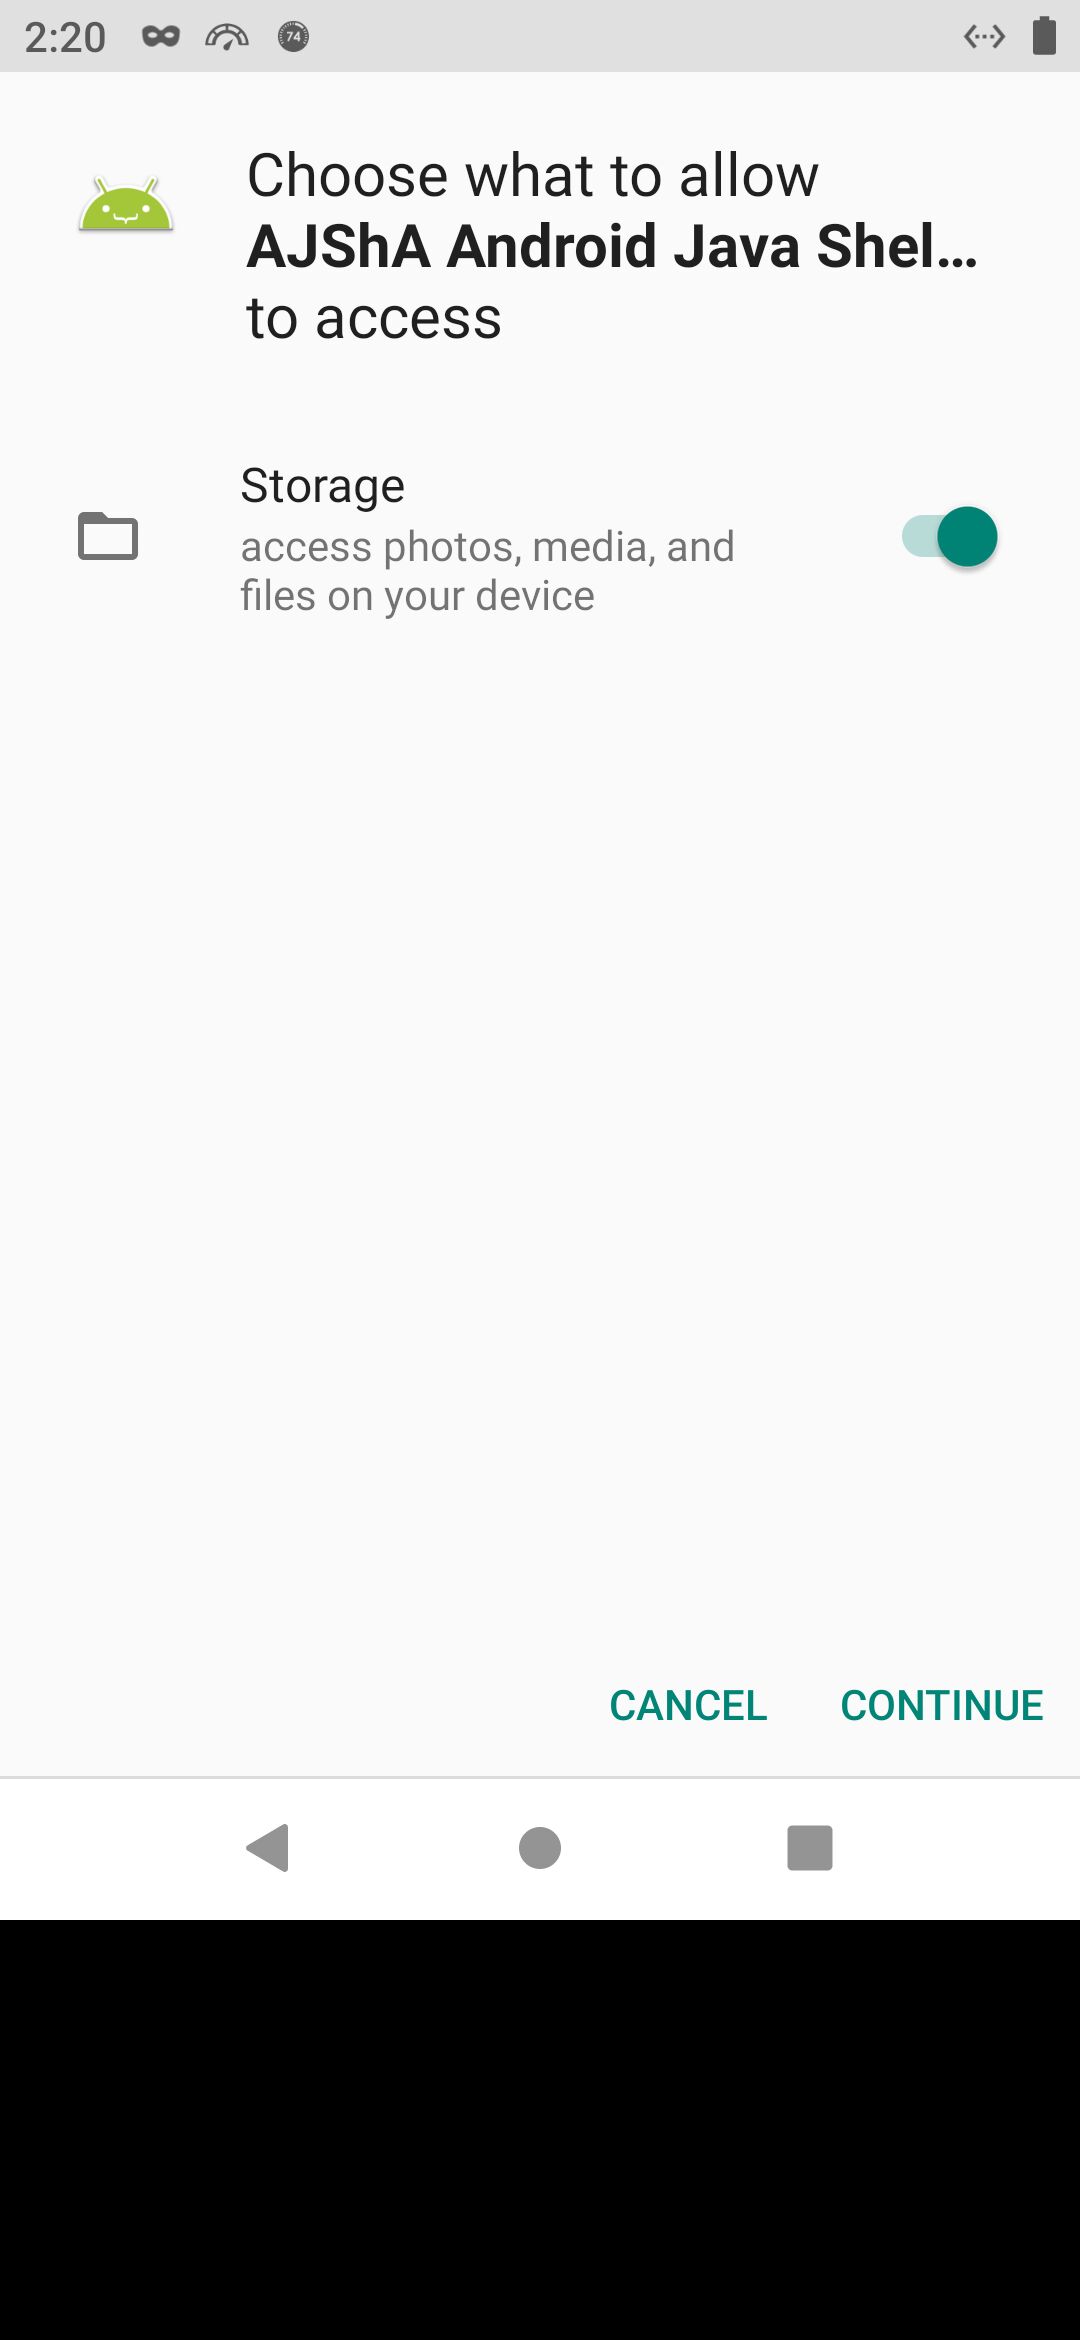 2:20
74
Choose what to allow
AJShA Android Java Shel...
to access
Storage
access photos, media, and
files on your device
CANCEL
CONTINUE